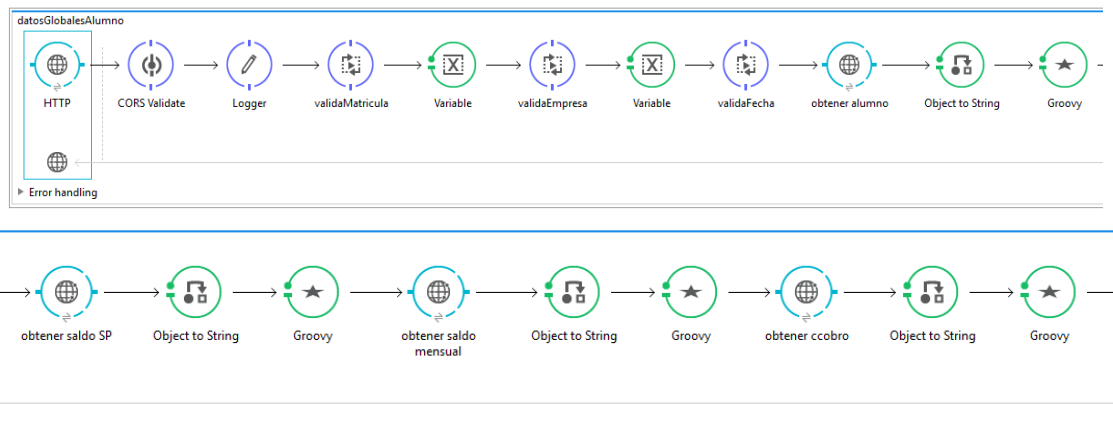 datosGlobalesAlumno
HTTP
CORS Validate
Logger
validaMatricula
Variable
validaEmpresa
Variable
validaFecha
obtener alumno
Object to String
Groovy
Error handling
obtener saldo SP
Object to String
Groovy
obtener saldo
mensual
Object to String
Groovy
obtener ccobro
Object to String
Groovy